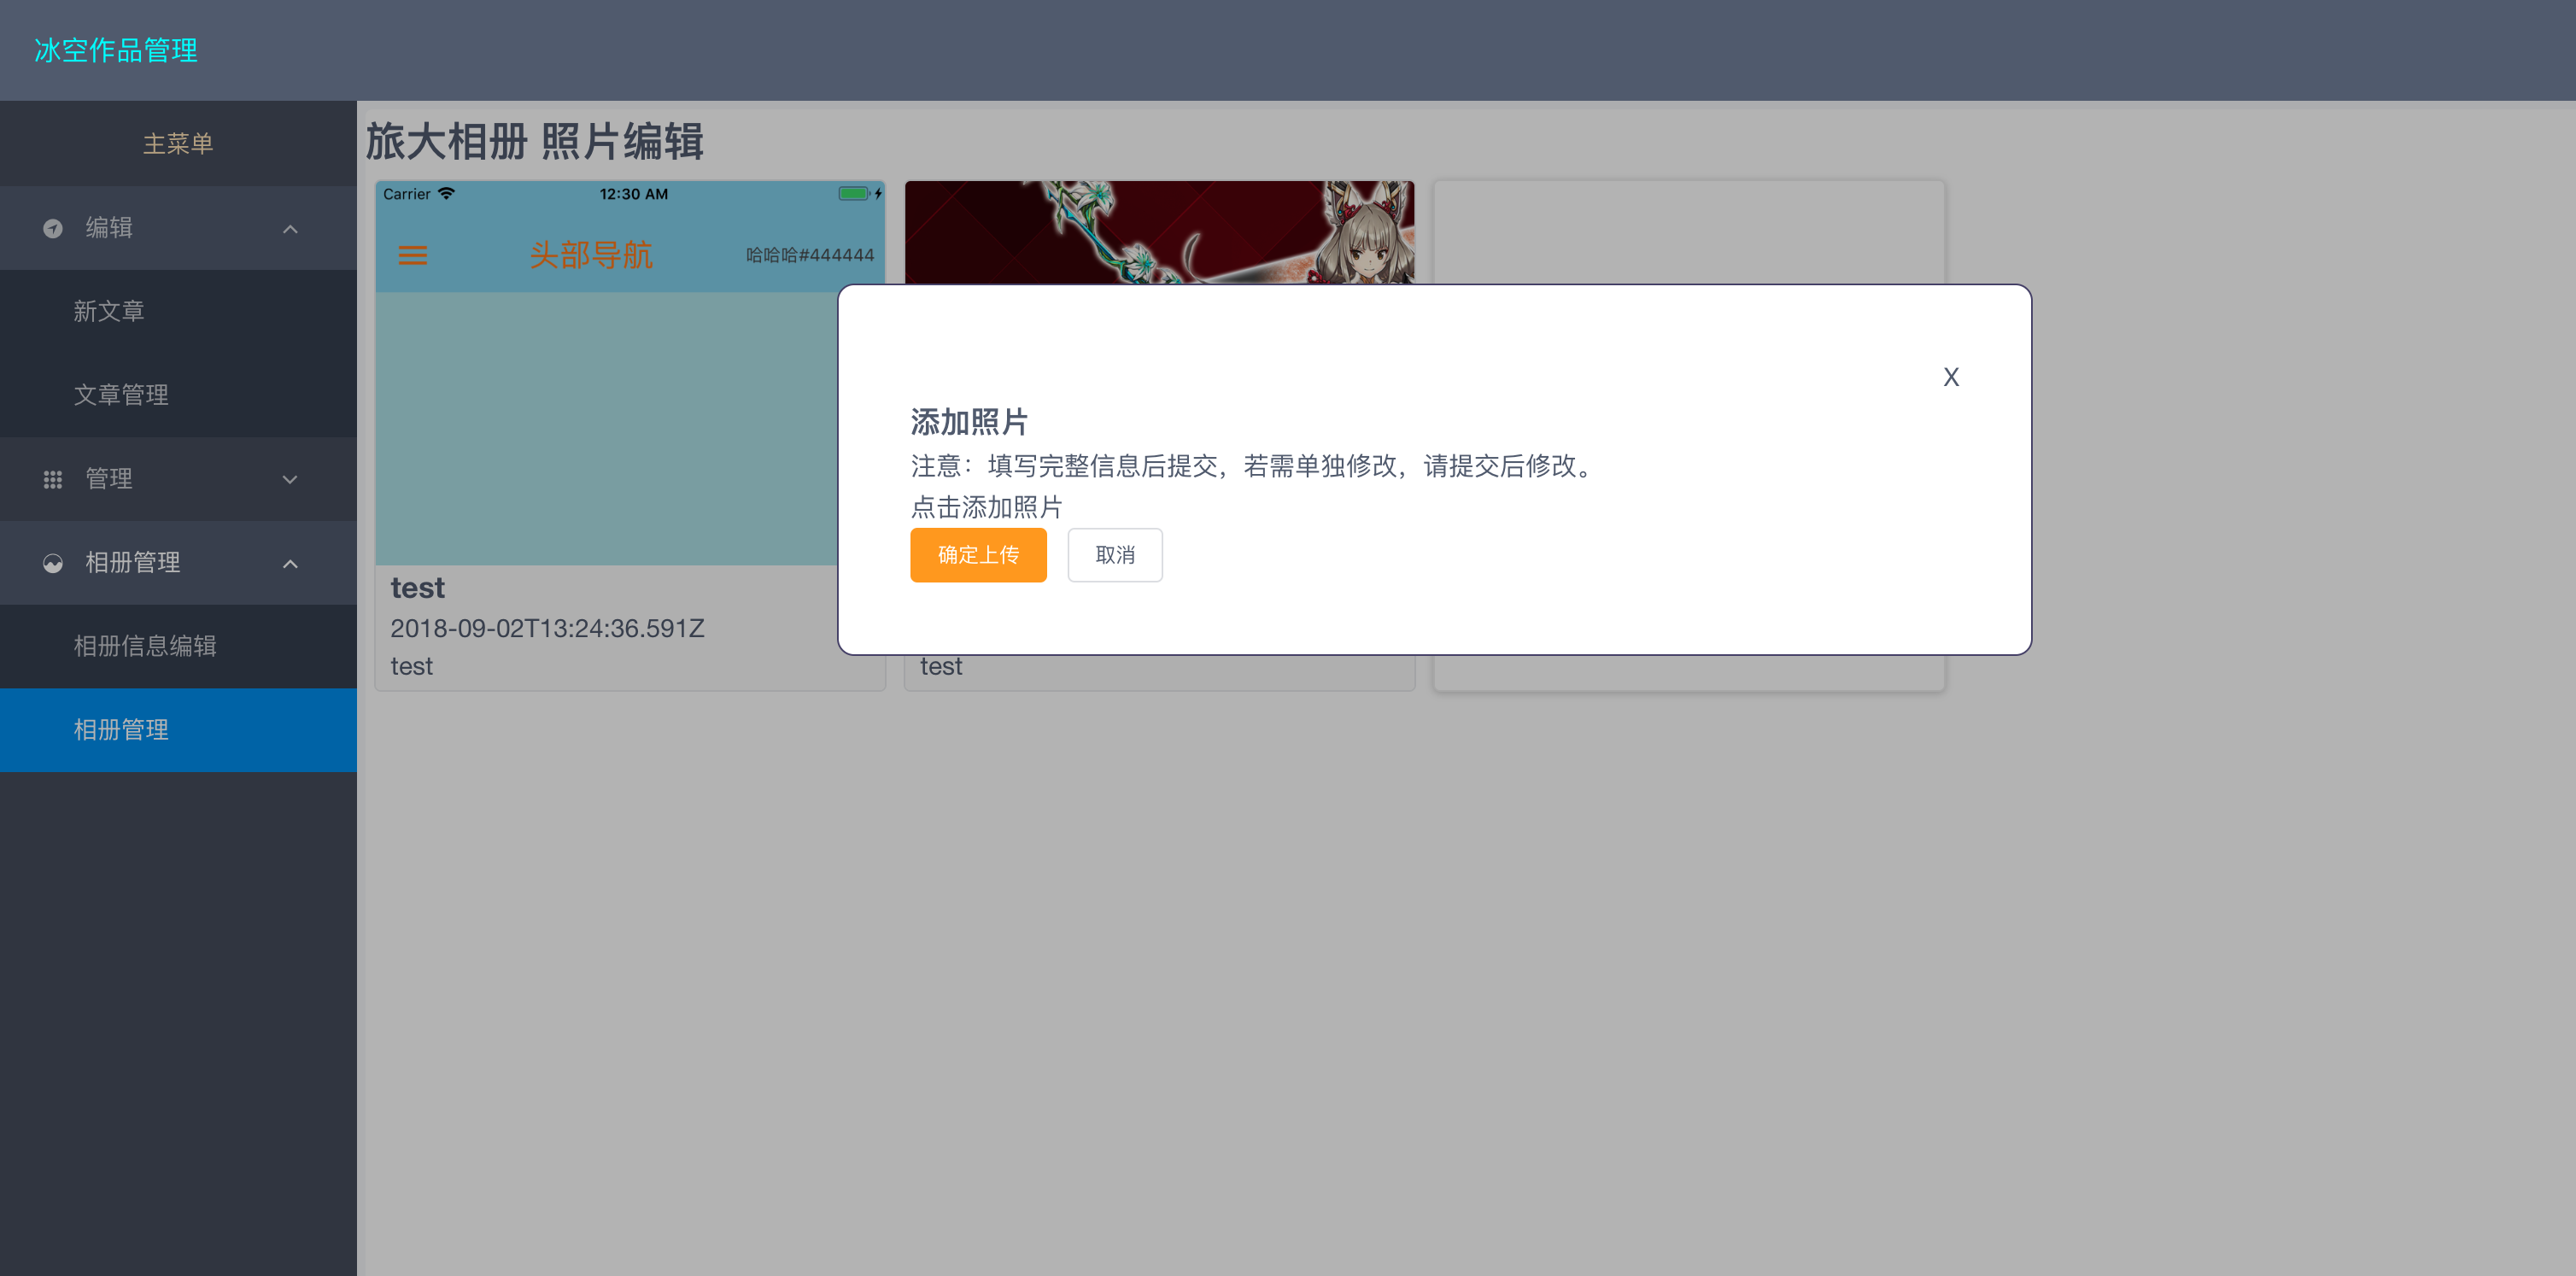 冰空作品管理
主菜单
编辑
新文章
文章管理
管理
相册管理
相册信息编辑
相册管理
旅大相册 照片编辑
Carrier 12:30 AM
头部导航
哈哈哈#444444
test
2018-09-02T13:24:36.591Z
test
test
X
添加照片
注意：填写完整信息后提交，若需单独修改，请提交后修改。
点击添加照片
确定上传 取消